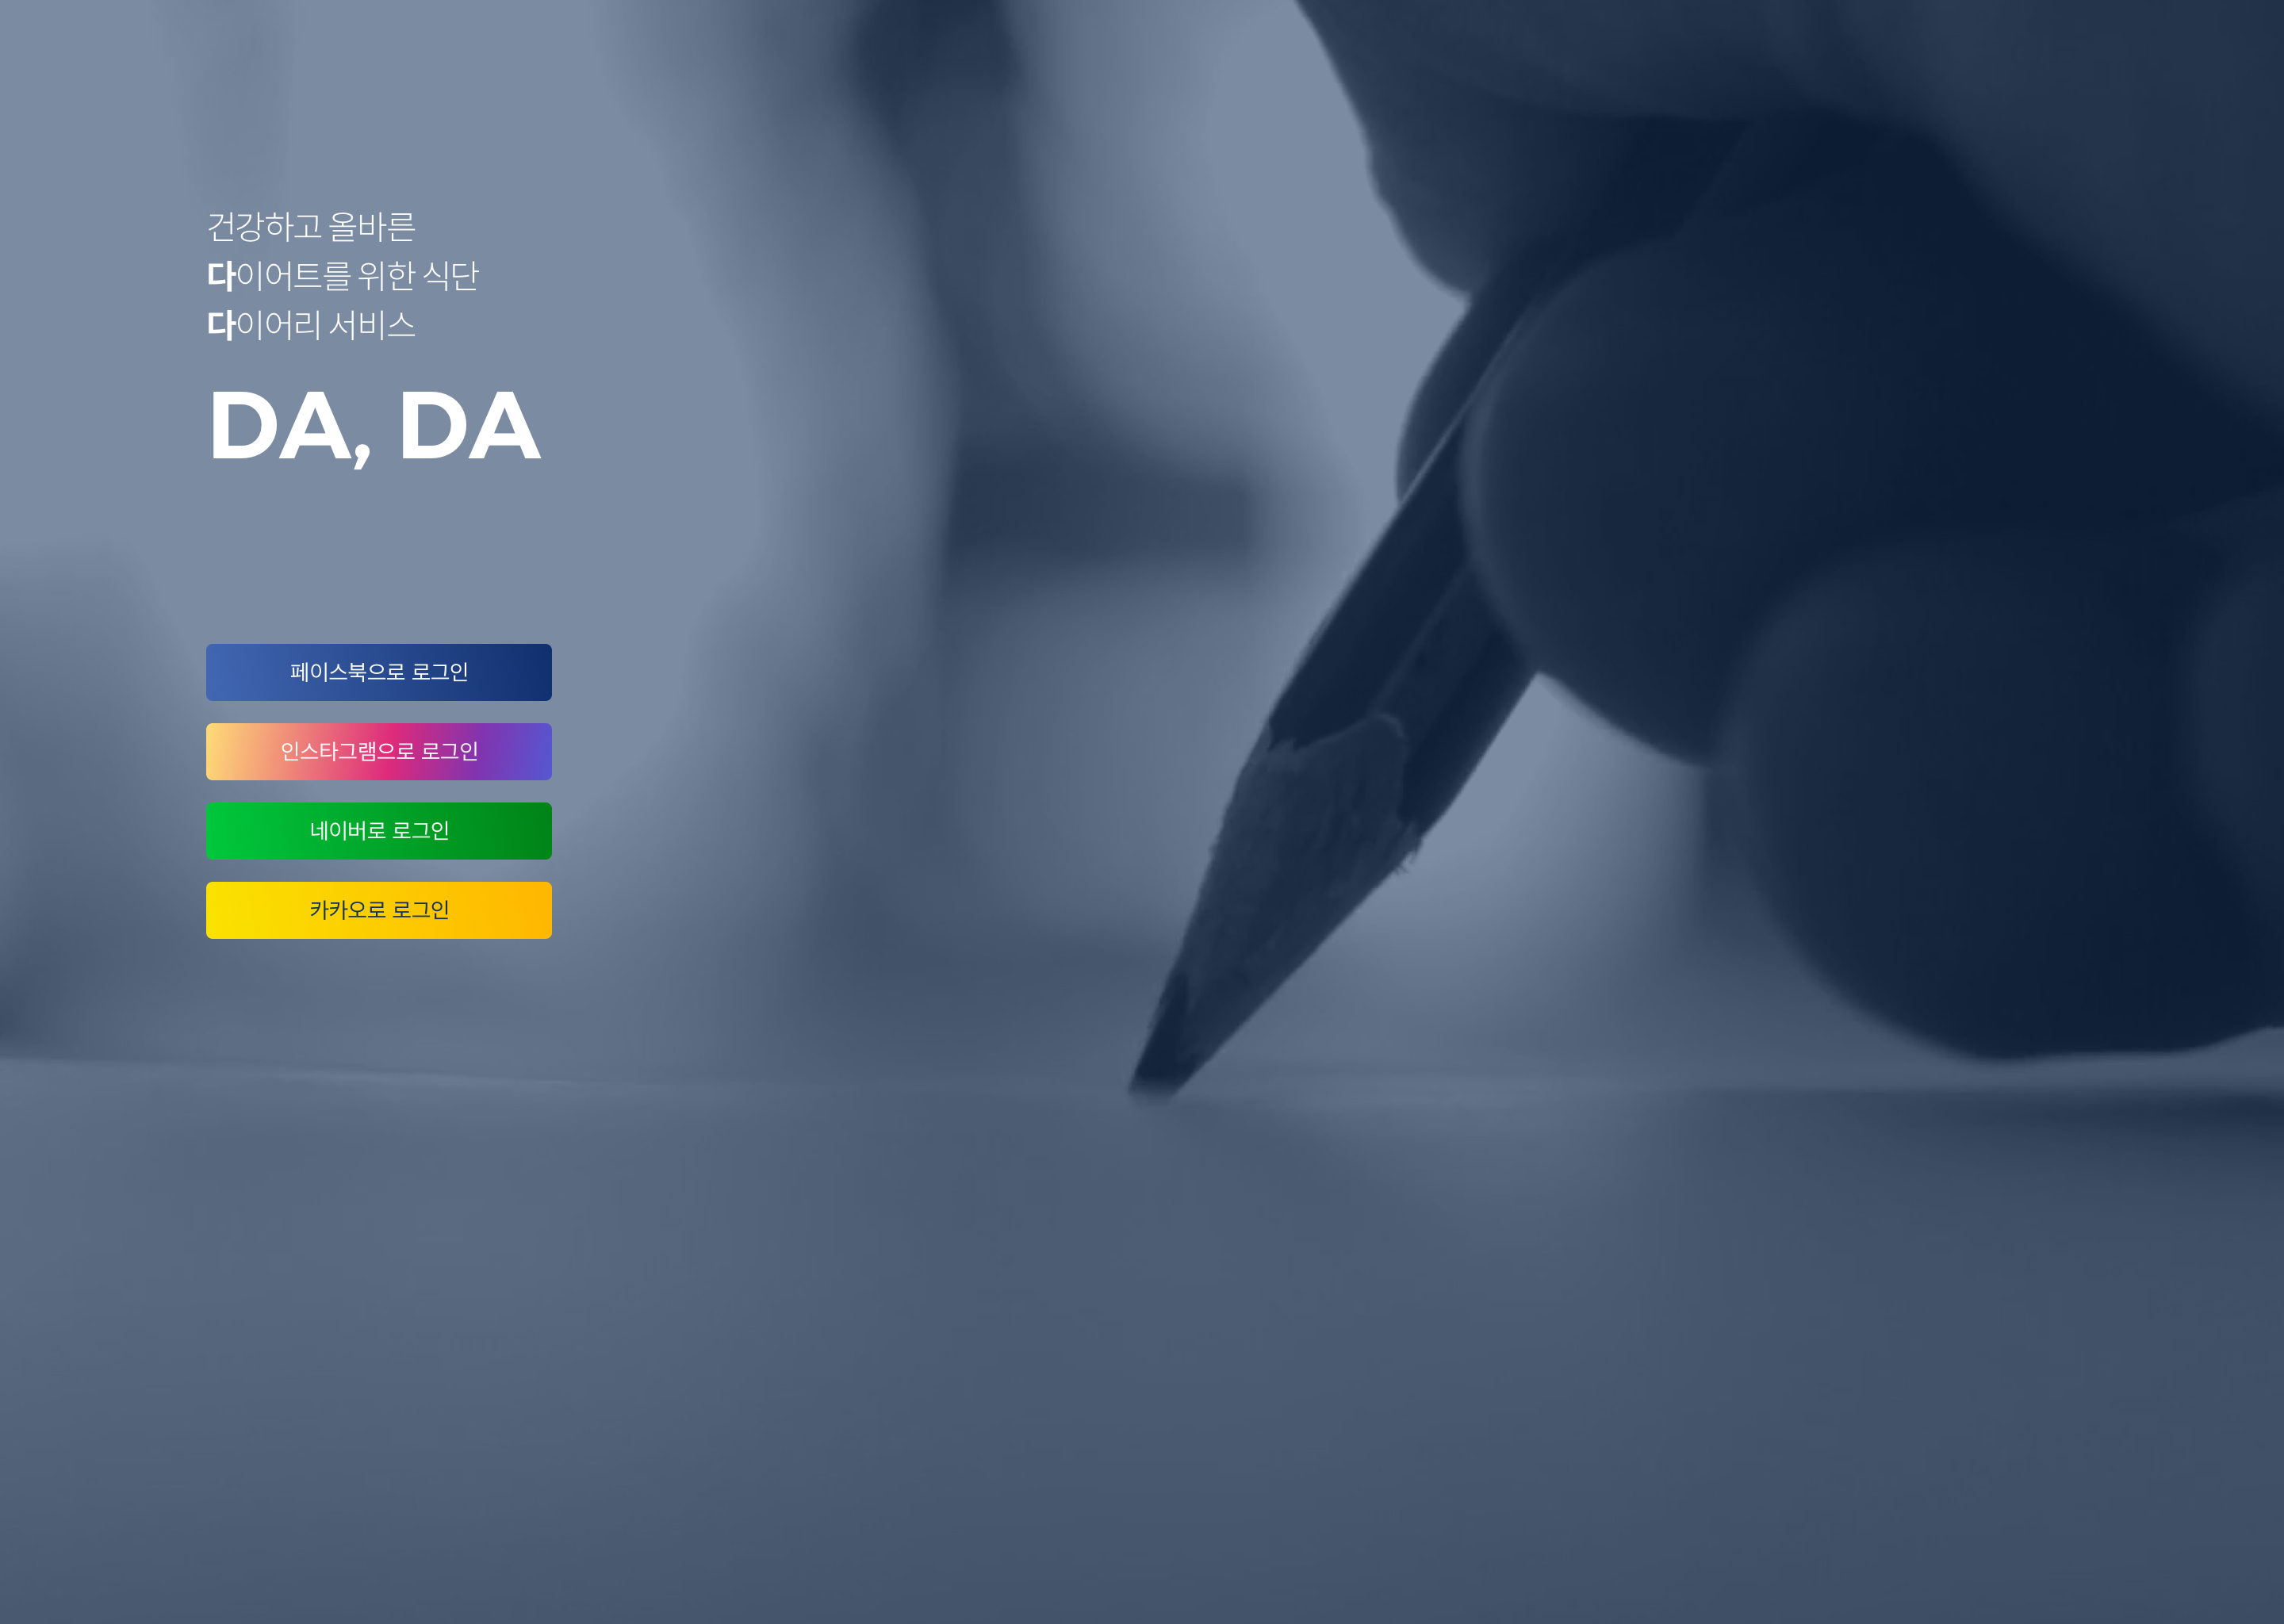 건강하고 올바른
다이어트를 위한 식단
다이어리 서비스
DA, DA
페이스북으로 로그인
인스타그램으로 로그인
네이버로 로그인
카카오로 로그인